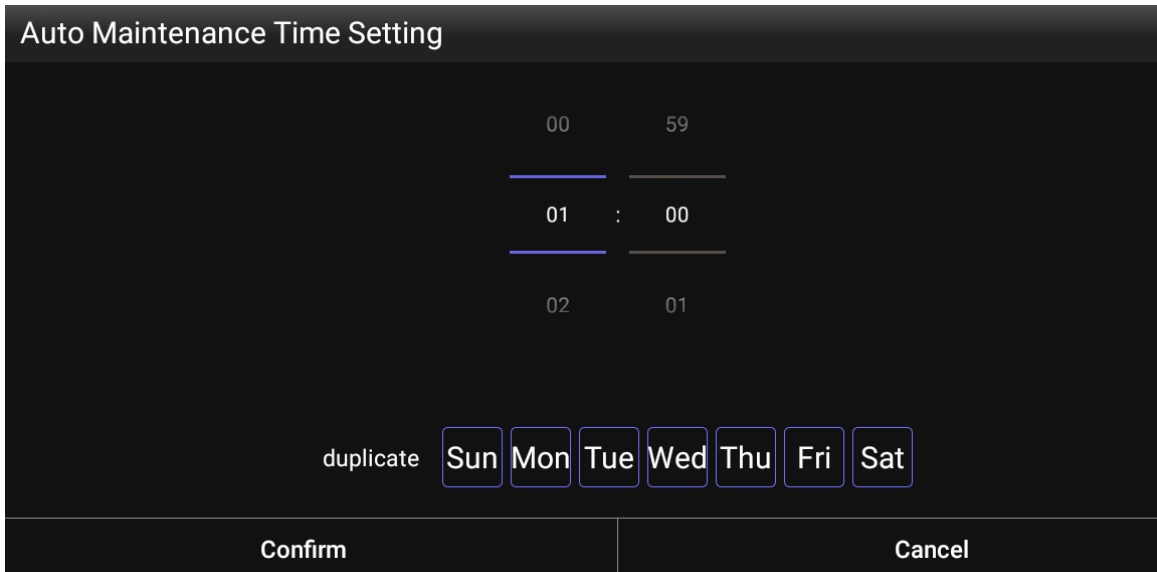 Auto Maintenance Time Setting
00 59
01 : 00
02 01
duplicate Sun Mon Tue Wed Thu Fri Sat
Confirm Cancel